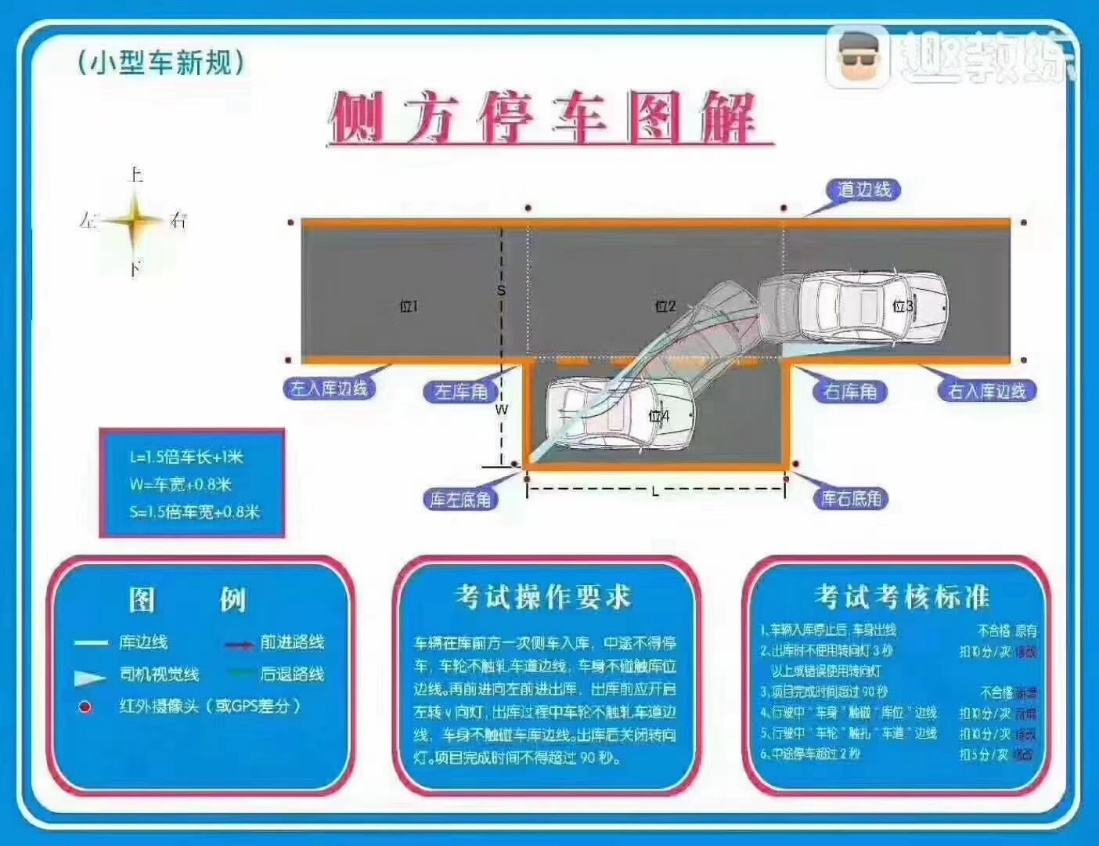 （小型车新规）
趣教练
侧方停车图解
上
左 右
下
道边线
S
位1
位2
位3
左入库边线
左库角
右库角
右入库边线
W
位4
L=1.5倍车长+1米
W=车宽+0.8米
S=1.5倍车宽+0.8米
库左底角
L
库右底角
图 例
库边线
前进路线
司机视觉线
后退路线
红外摄像头（或GPS差分）
考试操作要求
车辆在库前方一次侧车入库，中途不得停
车，车轮不触轧车道边线，车身不碰触库位
边线。再前进向左前进出库，出库前应开启
左转v向灯，出库过程中车轮不触轧车道边
线，车身不触碰车库边线。出库后关闭转向
灯。项目完成时间不得超过90秒。
考试考核标准
1、车辆入库停止后，车身出线 不合格 原有
2、出库时不使用转向灯3秒 扣10分/次 修改
以上或错误使用转向灯
3、项目完成时间超过90秒 不合格 新增
4、行驶中“车身”触碰“库位”边线 扣10分/次 新增
5、行驶中“车轮”触轧“车道”边线 扣10分/次 修改
6、中途停车超过2秒 扣5分/次 修改